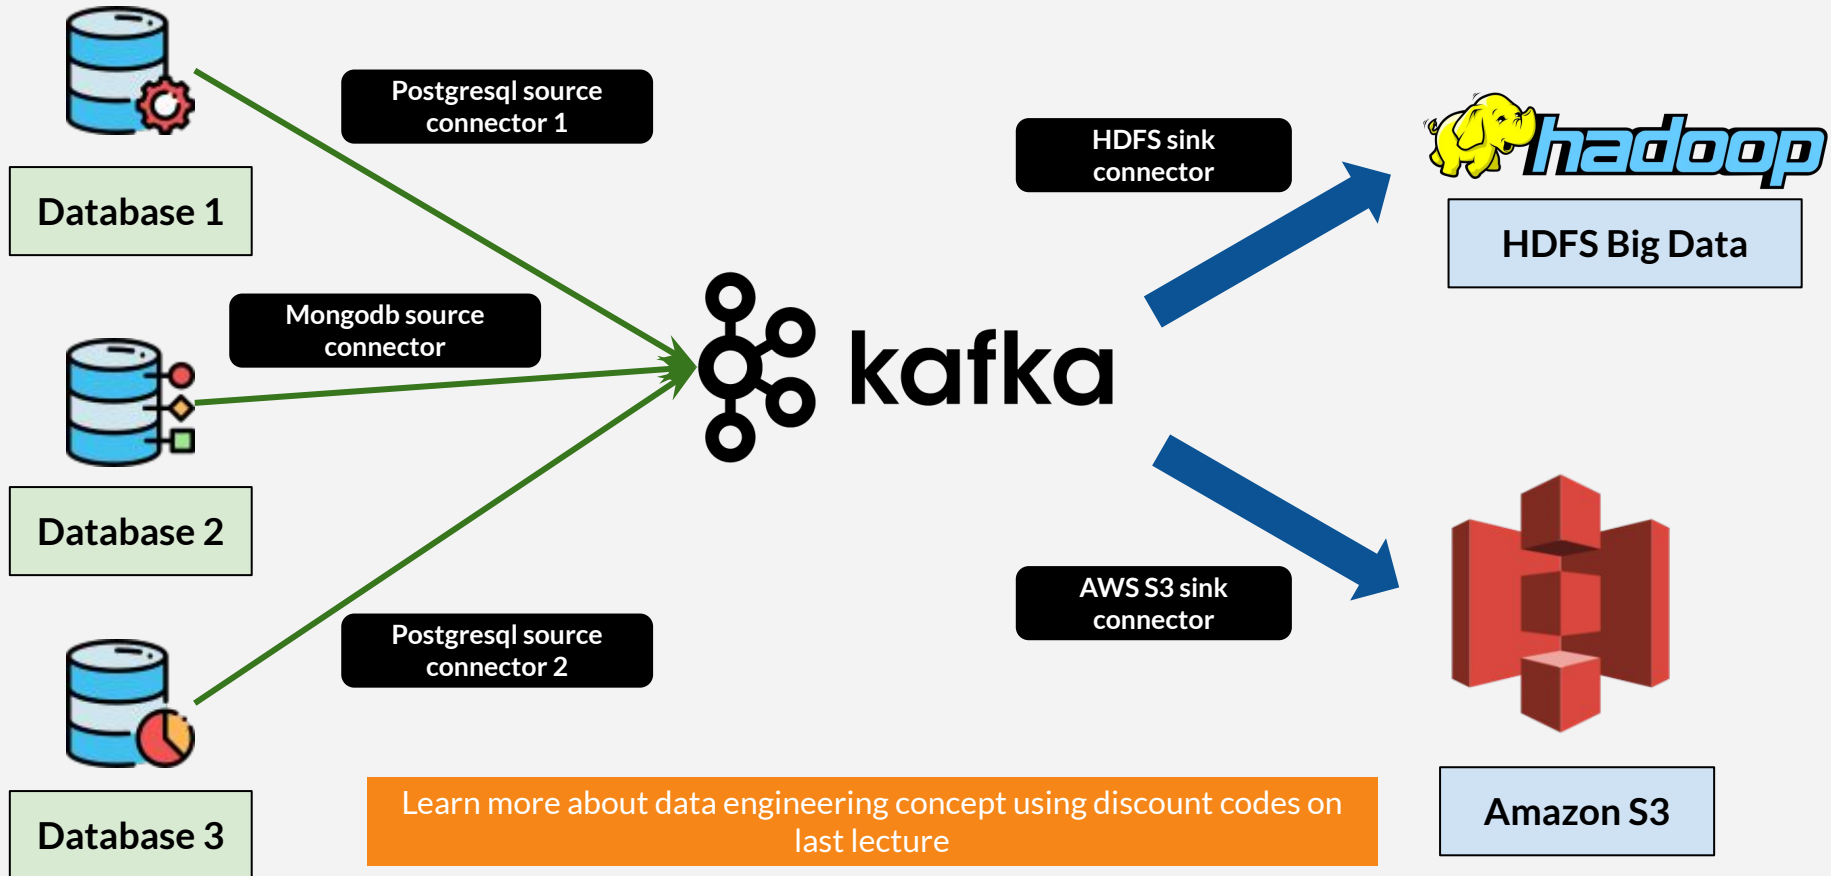 Postgresql source
connector 1
Database 1
HDFS sink
connector
hadoop
HDFS Big Data
Mongodb source
connector
kafka
Database 2
AWS S3 sink
connector
Postgresql source
connector 2
Database 3
Learn more about data engineering concept using discount codes on
last lecture
Amazon S3